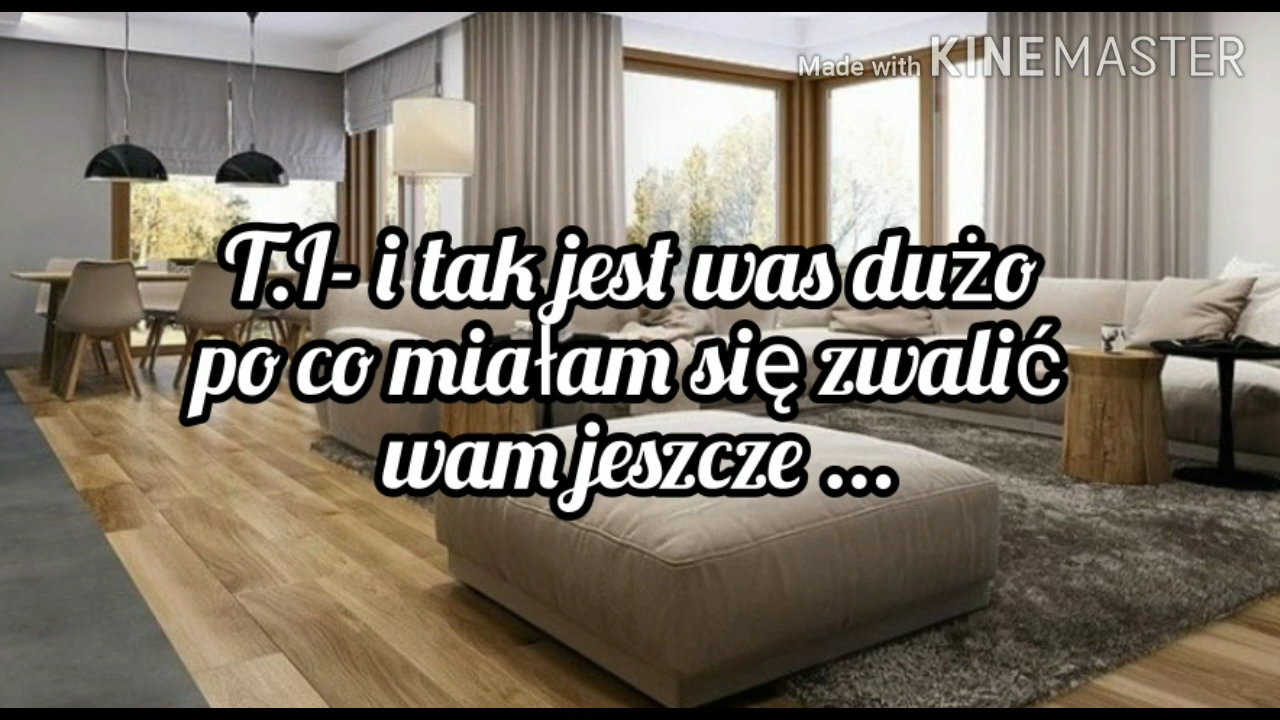 Made with KINEMASTER
T.I- i tak jest was dużo
po co miałam się zwalić
wam jeszcze ...